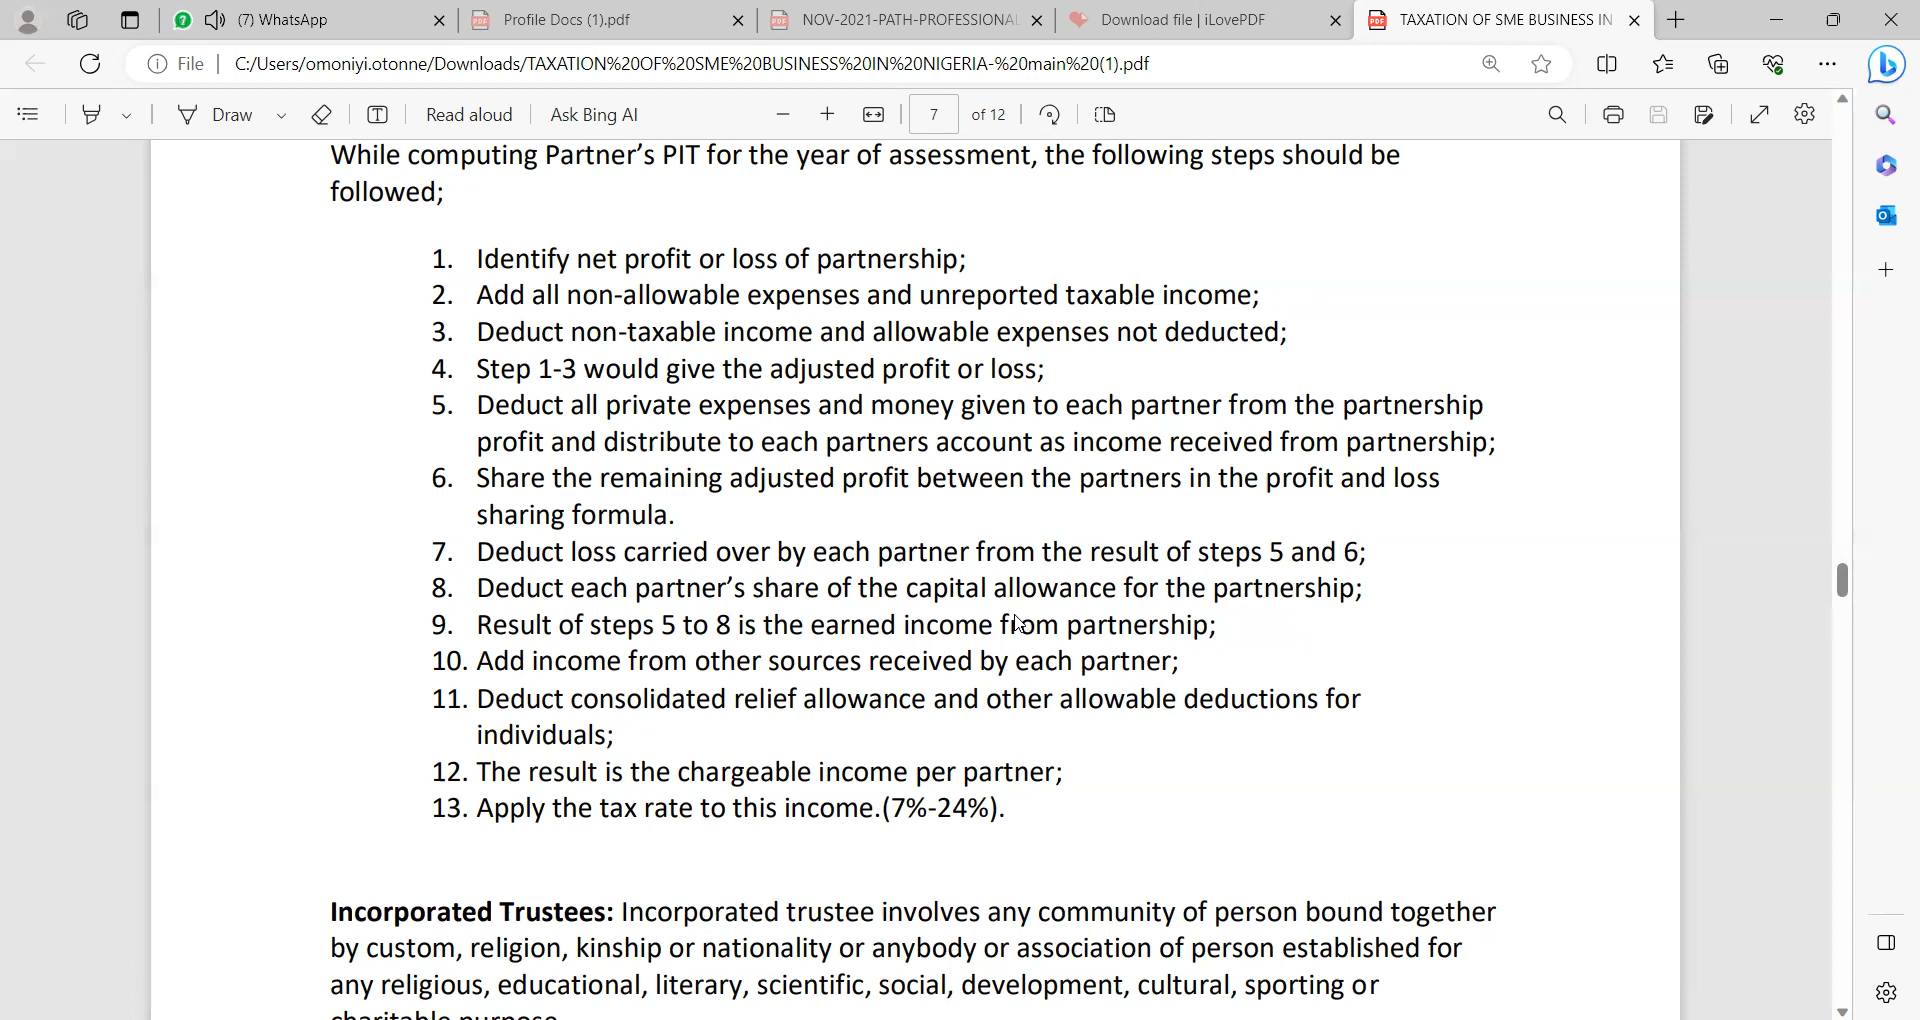 (7) WhatsApp
Profile Docs (1).pdf
NOV-2021-PATH-PROFESSIONAL
Download file | iLovePDF
TAXATION OF SME BUSINESS IN
File
C:/Users/omoniyi.otonne/Downloads/TAXATION%20OF%20SME%20BUSINESS%20IN%20NIGERIA-%20main%20(1).pdf
Draw
Read aloud
Ask Bing AI
7 of 12
While computing Partner's PIT for the year of assessment, the following steps should be
followed;
1. Identify net profit or loss of partnership;
2. Add all non-allowable expenses and unreported taxable income;
3. Deduct non-taxable income and allowable expenses not deducted;
4. Step 1-3 would give the adjusted profit or loss;
5. Deduct all private expenses and money given to each partner from the partnership
profit and distribute to each partners account as income received from partnership;
6. Share the remaining adjusted profit between the partners in the profit and loss
sharing formula.
7. Deduct loss carried over by each partner from the result of steps 5 and 6;
8. Deduct each partner's share of the capital allowance for the partnership;
9. Result of steps 5 to 8 is the earned income from partnership;
10. Add income from other sources received by each partner;
11. Deduct consolidated relief allowance and other allowable deductions for
individuals;
12. The result is the chargeable income per partner;
13. Apply the tax rate to this income.(7%-24%).
Incorporated Trustees: Incorporated trustee involves any community of person bound together
by custom, religion, kinship or nationality or anybody or association of person established for
any religious, educational, literary, scientific, social, development, cultural, sporting or
charitable purpose